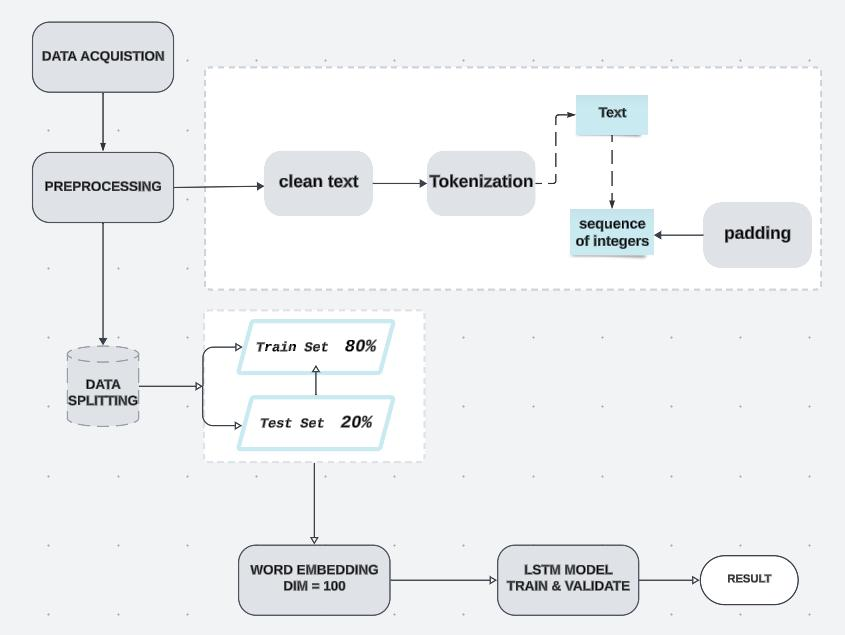 DATA ACQUISTION
PREPROCESSING
clean text
Tokenization
Text
sequence
of integers
padding
DATA
SPLITTING
Train Set 80%
Test Set 20%
WORD EMBEDDING
DIM = 100
LSTM MODEL
TRAIN & VALIDATE
RESULT